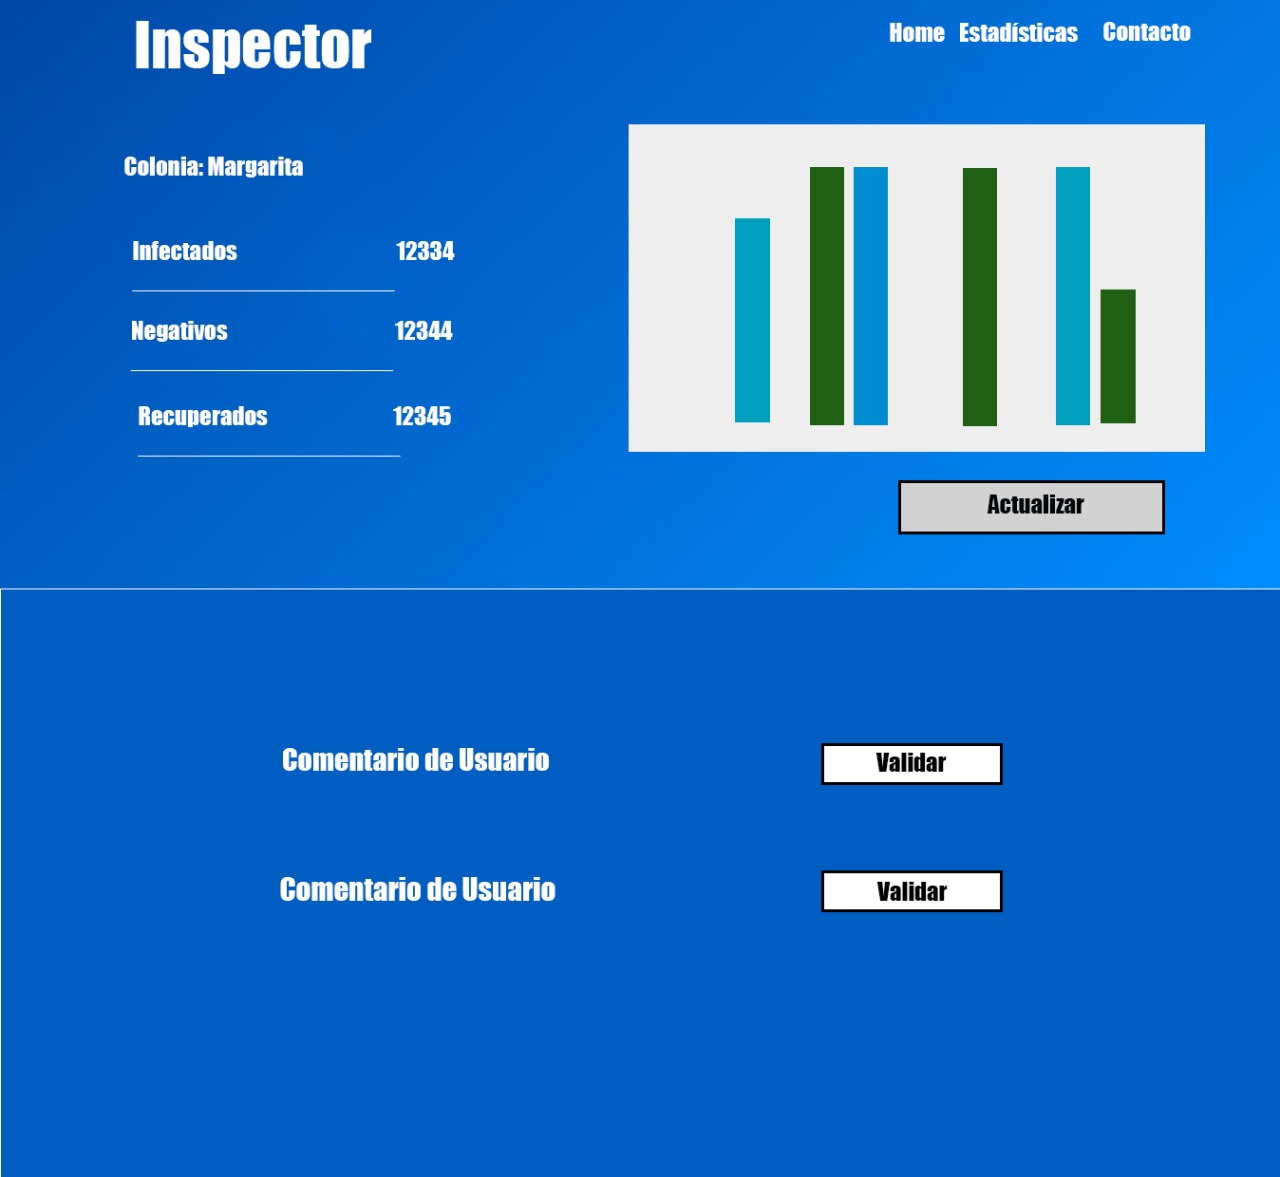 Inspector
Home Estadísticas Contacto
Colonia: Margarita
Infectados 12334
Negativos 12344
Recuperados 12345
Actualizar
Comentario de Usuario Validar
Comentario de Usuario Validar